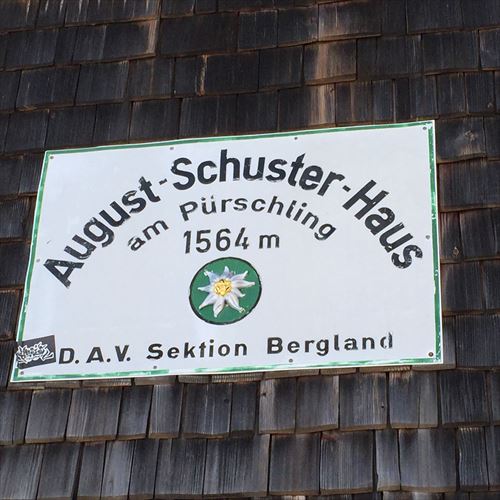 August-Schuster-Haus
am Pürschling
1564 m
D.A.V. Sektion Bergland